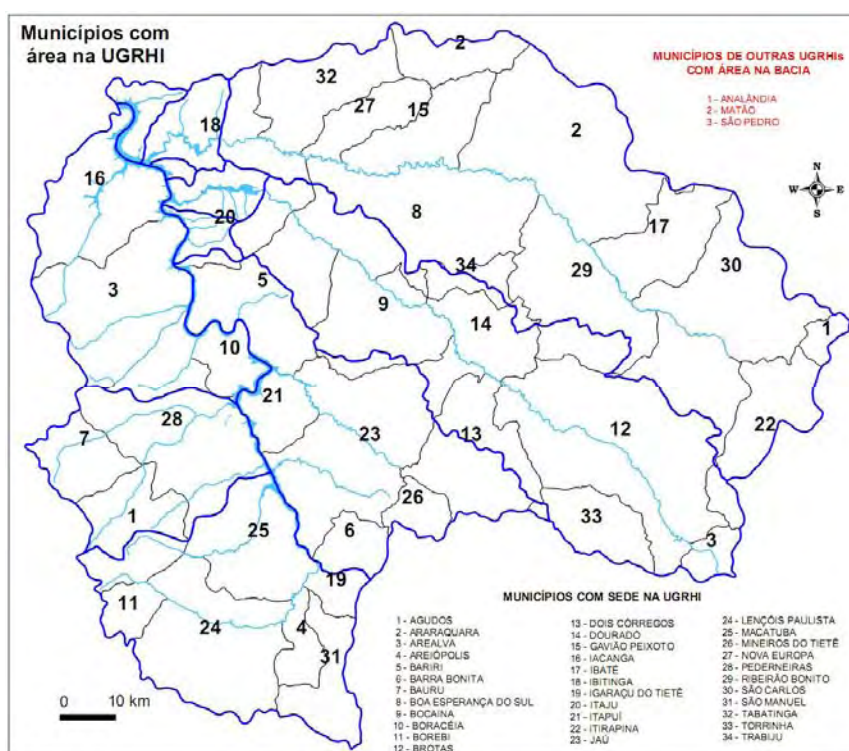 Municípios com
área na UGRHI
MUNICÍPIOS DE OUTRAS UGRHIs
COM ÁREA NA BACIA
1 - ANALÂNDIA
2 - MATÃO
3 - SÃO PEDRO
N
W E
S
2
32
27
15
18
2
16
20
8
17
34
29
30
5
3
9
14
1
10
21
28
23
13
12
22
7
26
1
25
6
33
3
19
11
24
4
31
0 10 km
MUNICÍPIOS COM SEDE NA UGRHI
1 - AGUDOS
2 - ARARAQUARA
3 - AREALVA
4 - AREIÓPOLIS
5 - BARIRI
6 - BARRA BONITA
7 - BAURU
8 - BOA ESPERANÇA DO SUL
9 - BOCAINA
10 - BORACÉIA
11 - BOREBI
12 - BROTAS
13 - DOIS CÓRREGOS
14 - DOURADO
15 - GAVIÃO PEIXOTO
16 - IACANGA
17 - IBATÉ
18 - IBITINGA
19 - IGARAÇU DO TIETÊ
20 - ITAJU
21 - ITAPUÍ
22 - ITIRAPINA
23 - JAÚ
24 - LENÇÓIS PAULISTA
25 - MACATUBA
26 - MINEIROS DO TIETÊ
27 - NOVA EUROPA
28 - PEDERNEIRAS
29 - RIBEIRÃO BONITO
30 - SÃO CARLOS
31 - SÃO MANUEL
32 - TABATINGA
33 - TORRINHA
34 - TRABIJU